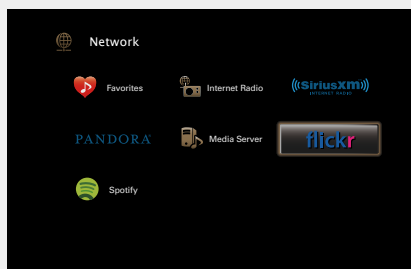 Network
Favorites
Internet Radio
((SiriusXM))
INTERNET RADIO
PANDORA
Media Server
flickr
Spotify